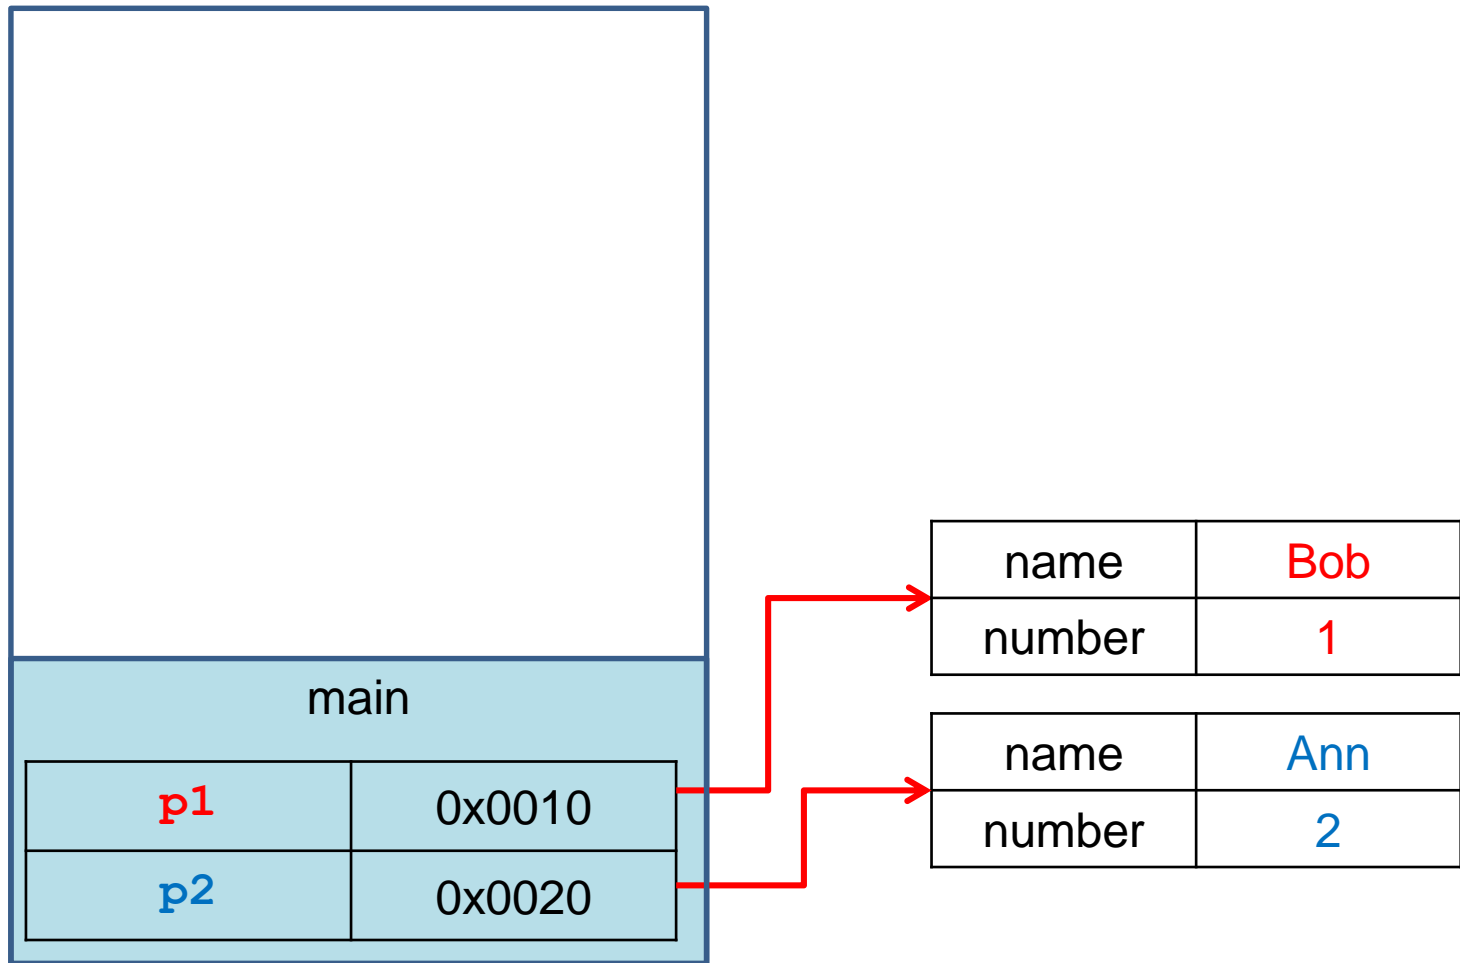 name Bob
number 1
main
name Ann
p1 0x0010
number 2
p2 0x0020